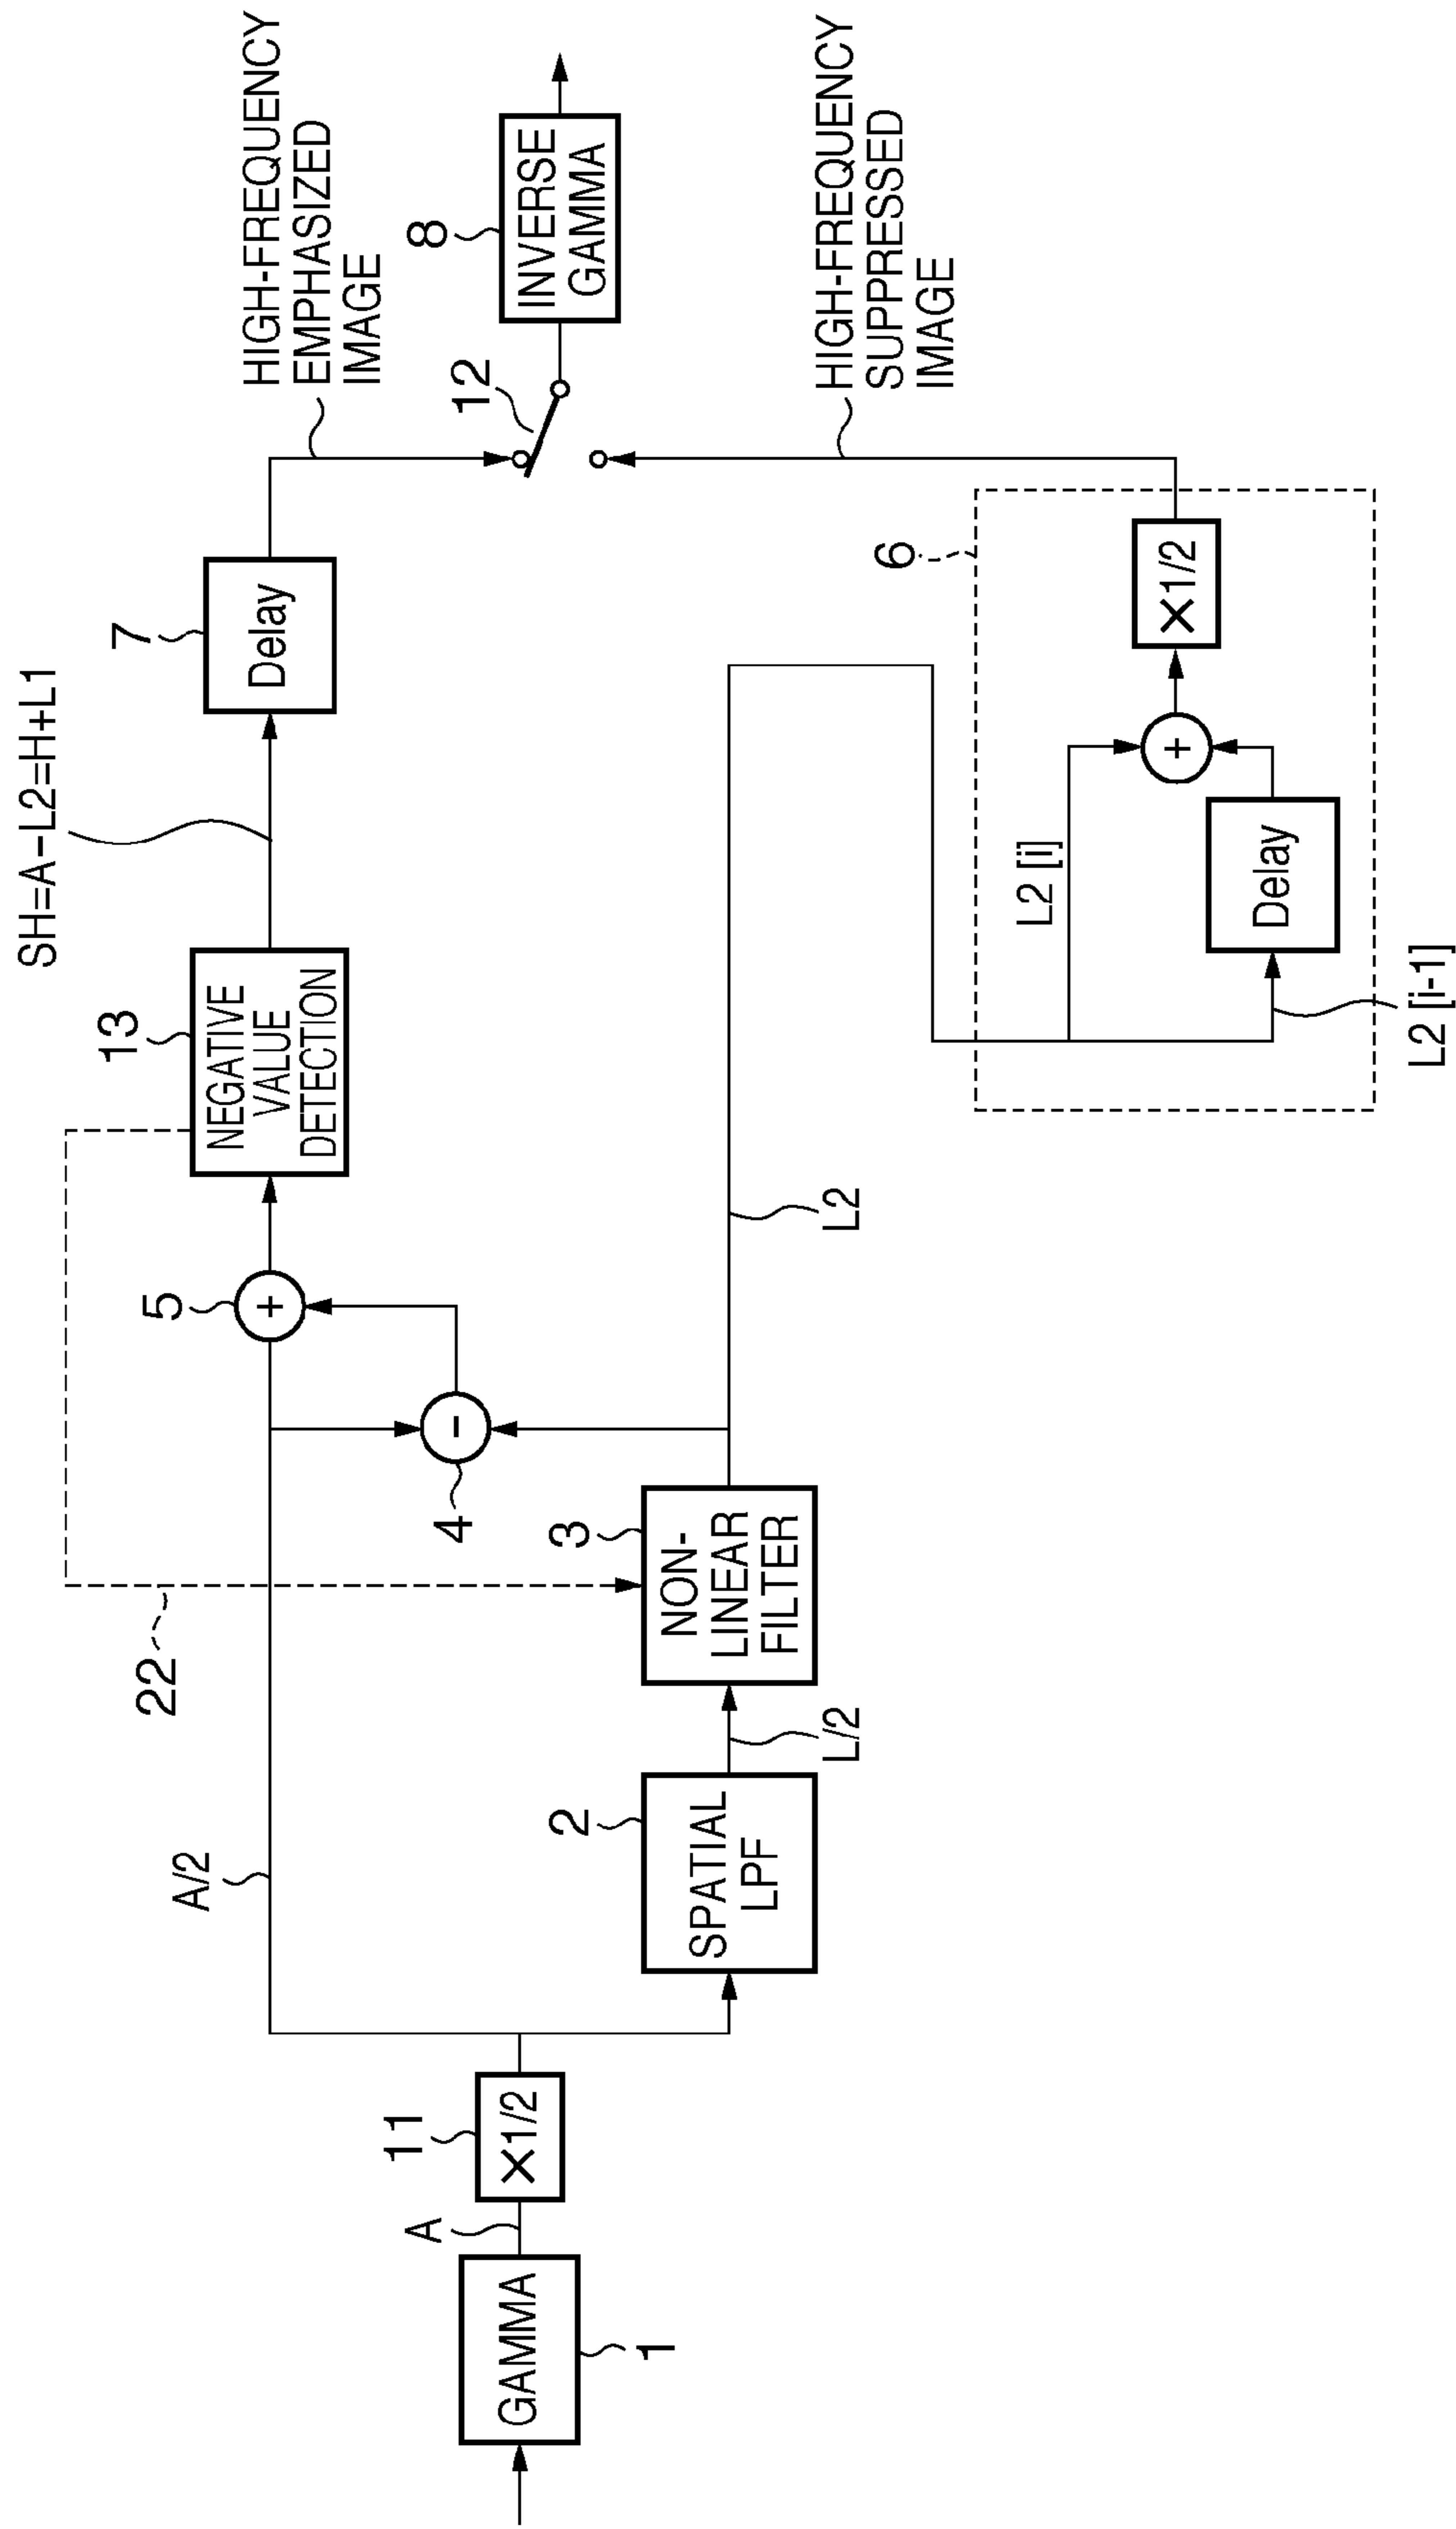 GAMMA
1
A
11
×1/2
A/2
SPATIAL
LPF
2
L/2
NON-
LINEAR
FILTER
3
22
4
-
5
+
L2
13
NEGATIVE
VALUE
DETECTION
SH=A-L2=H+L1
7
Delay
HIGH-FREQUENCY
EMPHASIZED
IMAGE
12
8
INVERSE
GAMMA
HIGH-FREQUENCY
SUPPRESSED
IMAGE
6
L2 [i]
L2 [i-1]
Delay
+
×1/2